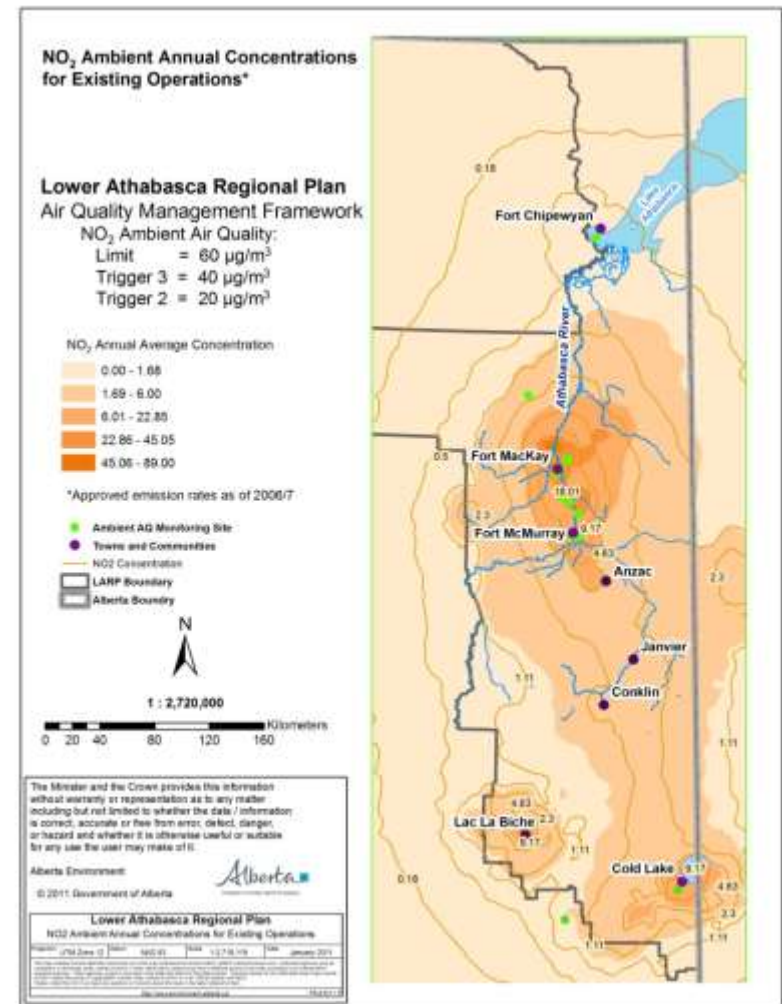 NO2 Ambient Annual Concentrations
for Existing Operations*
Lower Athabasca Regional Plan
Air Quality Management Framework
NO2 Ambient Air Quality:
Limit = 60 µg/m³
Trigger 3 = 40 µg/m³
Trigger 2 = 20 µg/m³
NO2 Annual Average Concentration
0.00 - 1.68
1.69 - 6.00
6.01 - 22.85
22.86 - 45.05
45.06 - 89.00
*Approved emission rates as of 2006/7
Ambient AQ Monitoring Site
Towns and Communities
NO2 Concentration
LARP Boundary
Alberta Boundry
N
1 : 2,720,000
Kilometers
0 20 40 80 120 160
The Minister and the Crown provides this information
without warranty or representation as to any matter
including but not limited to whether the data / information
is correct, accurate or free from error, defect, danger,
or hazard and whether it is otherwise useful or suitable
for any use the user may make of it.
Alberta Environment
Alberta
© 2011 Government of Alberta
Lower Athabasca Regional Plan
NO2 Ambient Annual Concentrations for Existing Operations
January 2011
0.18
Fort Chipewyan
Lake
Athabasca River
0.5
Fort MacKay
18.01
2.3
Fort McMurray
9.17
4.83
Anzac
2.3
Janvier
Conklin
1.11
1.11
4.83
2.3
Lac La Biche
9.17
1.11
0.18
Cold Lake
9.17
4.83
2.3
1.11
1.11